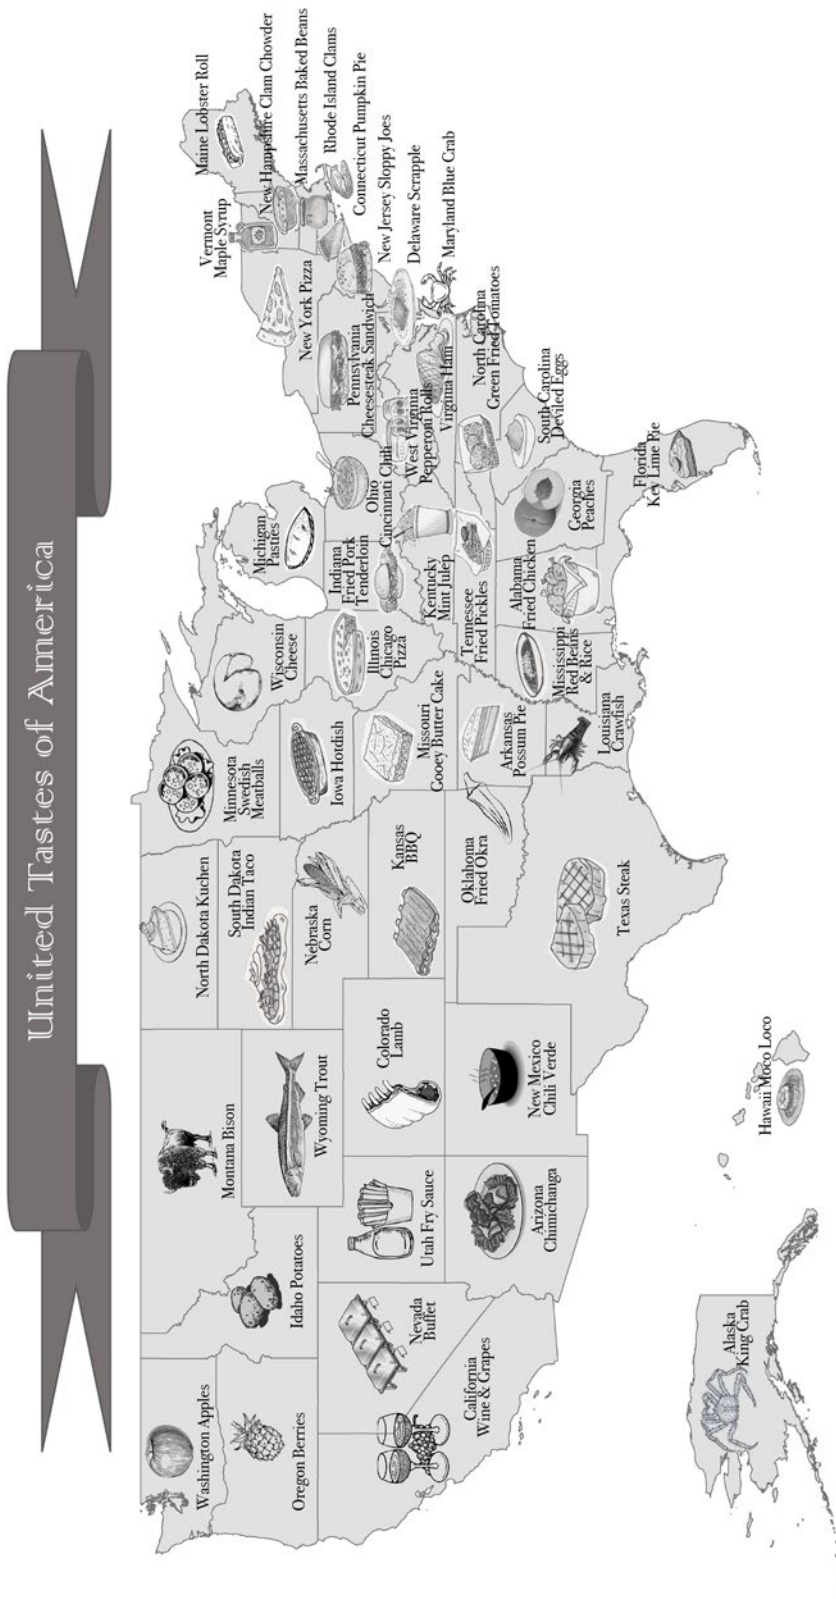 United Tastes of America
Washington Apples
Oregon Berries
California
Wine & Grapes
Nevada
Buffet
Idaho Potatoes
Montana Bison
Wyoming Trout
Utah Fry Sauce
Arizona
Chimichanga
Colorado
Lamb
New Mexico
Chili Verde
North Dakota Kuchen
South Dakota
Indian Taco
Nebraska
Corn
Kansas
BBQ
Oklahoma
Fried Okra
Texas Steak
Minnesota
Swedish
Meatballs
Iowa Hotdish
Missouri
Gooey Butter Cake
Arkansas
Possum Pie
Louisiana
Crawfish
Wisconsin
Cheese
Illinois
Chicago
Pizza
Michigan
Pasties
Indiana
Fried Pork
Tenderloin
Ohio
Cincinnati Chili
Kentucky
Mint Julep
Tennessee
Fried Pickles
Mississippi
Red Beans
& Rice
Alabama
Fried Chicken
Georgia
Peaches
Florida
Key Lime Pie
South Carolina
Deviled Eggs
North Carolina
Green Fried Tomatoes
Virginia Ham
West Virginia
Pepperoni Rolls
Pennsylvania
Cheesesteak Sandwich
New York Pizza
Vermont
Maple Syrup
Maine Lobster Roll
New Hampshire Clam Chowder
Massachusetts Baked Beans
Rhode Island Clams
Connecticut Pumpkin Pie
New Jersey Sloppy Joes
Delaware Scrapple
Maryland Blue Crab
Alaska
King Crab
Hawaii Moco Loco